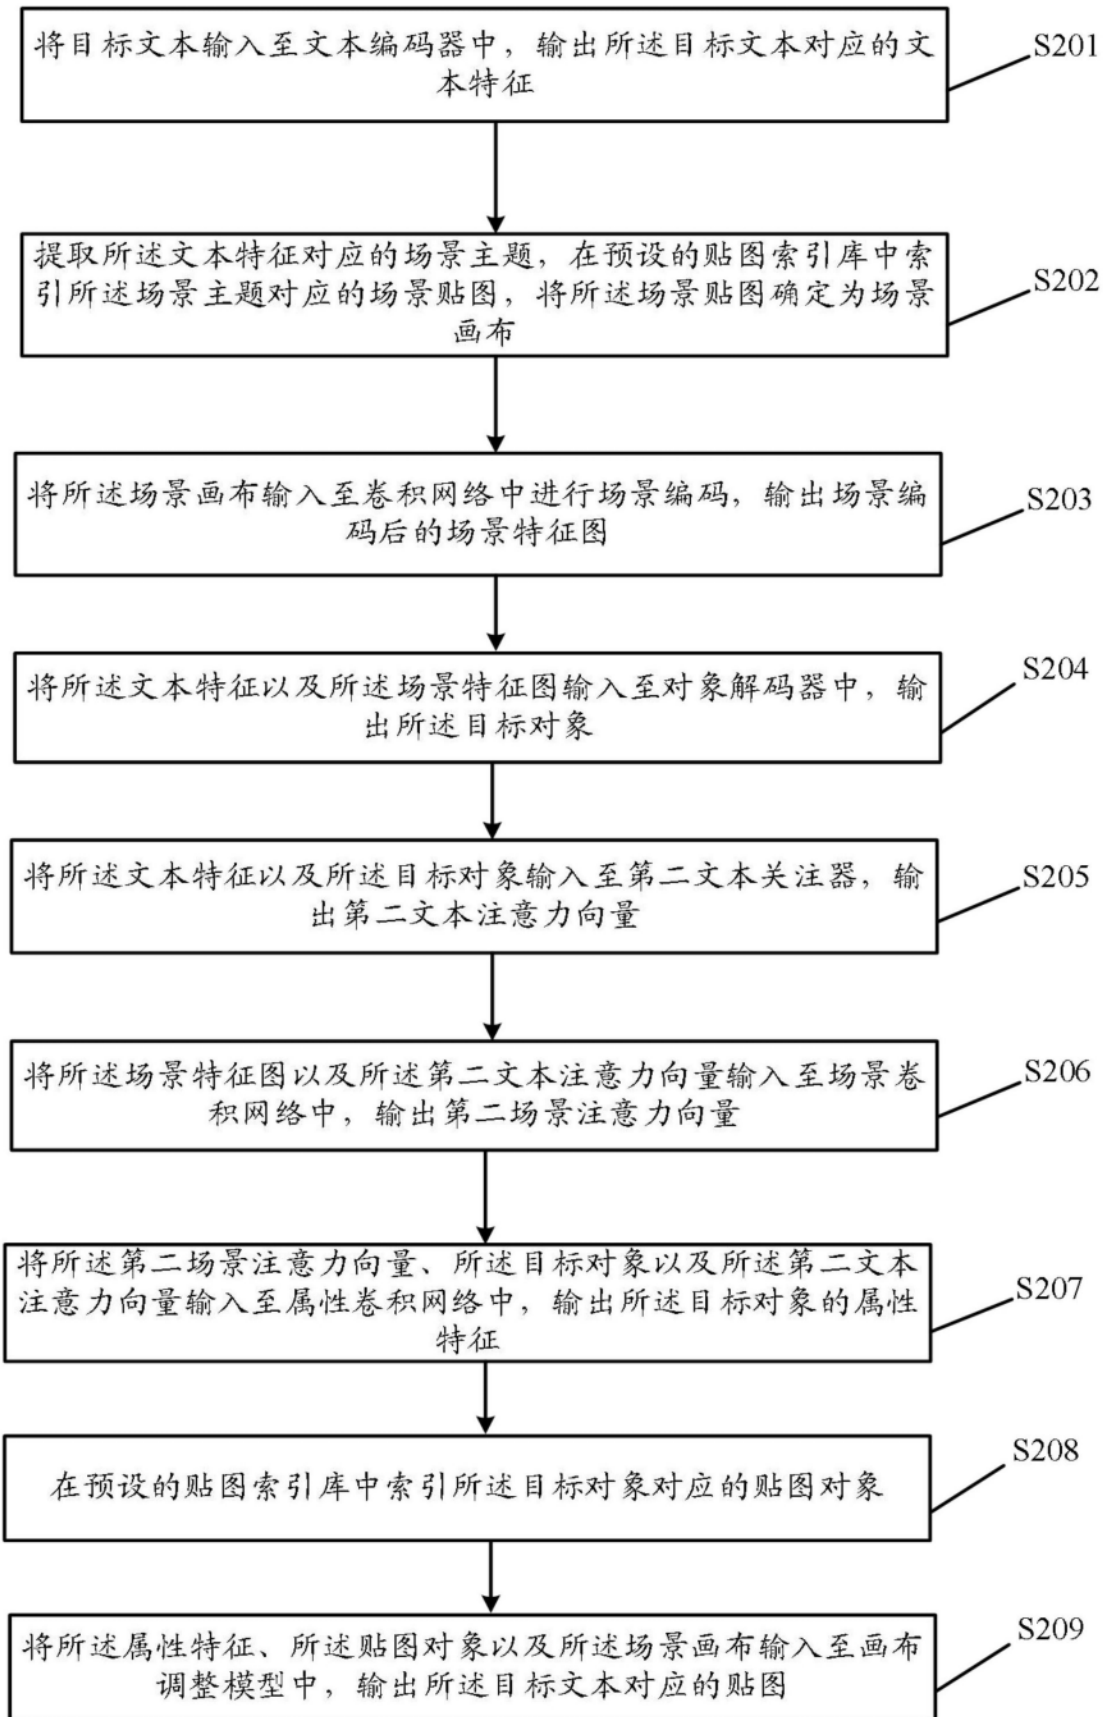 将目标文本输入至文本编码器中，输出所述目标文本对应的文
本特征
S201
提取所述文本特征对应的场景主题，在预设的贴图索引库中索
引所述场景主题对应的场景贴图，将所述场景贴图确定为场景
画布
S202
将所述场景画布输入至卷积网络中进行场景编码，输出场景编
码后的场景特征图
S203
将所述文本特征以及所述场景特征图输入至对象解码器中，输
出所述目标对象
S204
将所述文本特征以及所述目标对象输入至第二文本关注器，输
出第二文本注意力向量
S205
将所述场景特征图以及所述第二文本注意力向量输入至场景卷
积网络中，输出第二场景注意力向量
S206
将所述第二场景注意力向量、所述目标对象以及所述第二文本
注意力向量输入至属性卷积网络中，输出所述目标对象的属性
特征
S207
在预设的贴图索引库中索引所述目标对象对应的贴图对象
S208
将所述属性特征、所述贴图对象以及所述场景画布输入至画布
调整模型中，输出所述目标文本对应的贴图
S209